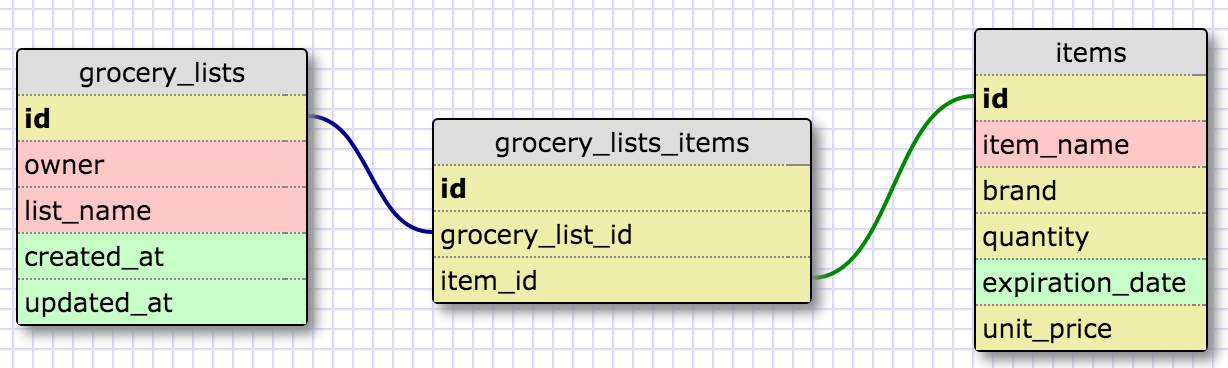 grocery_lists
id
owner
list_name
created_at
updated_at
grocery_lists_items
id
grocery_list_id
item_id
items
id
item_name
brand
quantity
expiration_date
unit_price